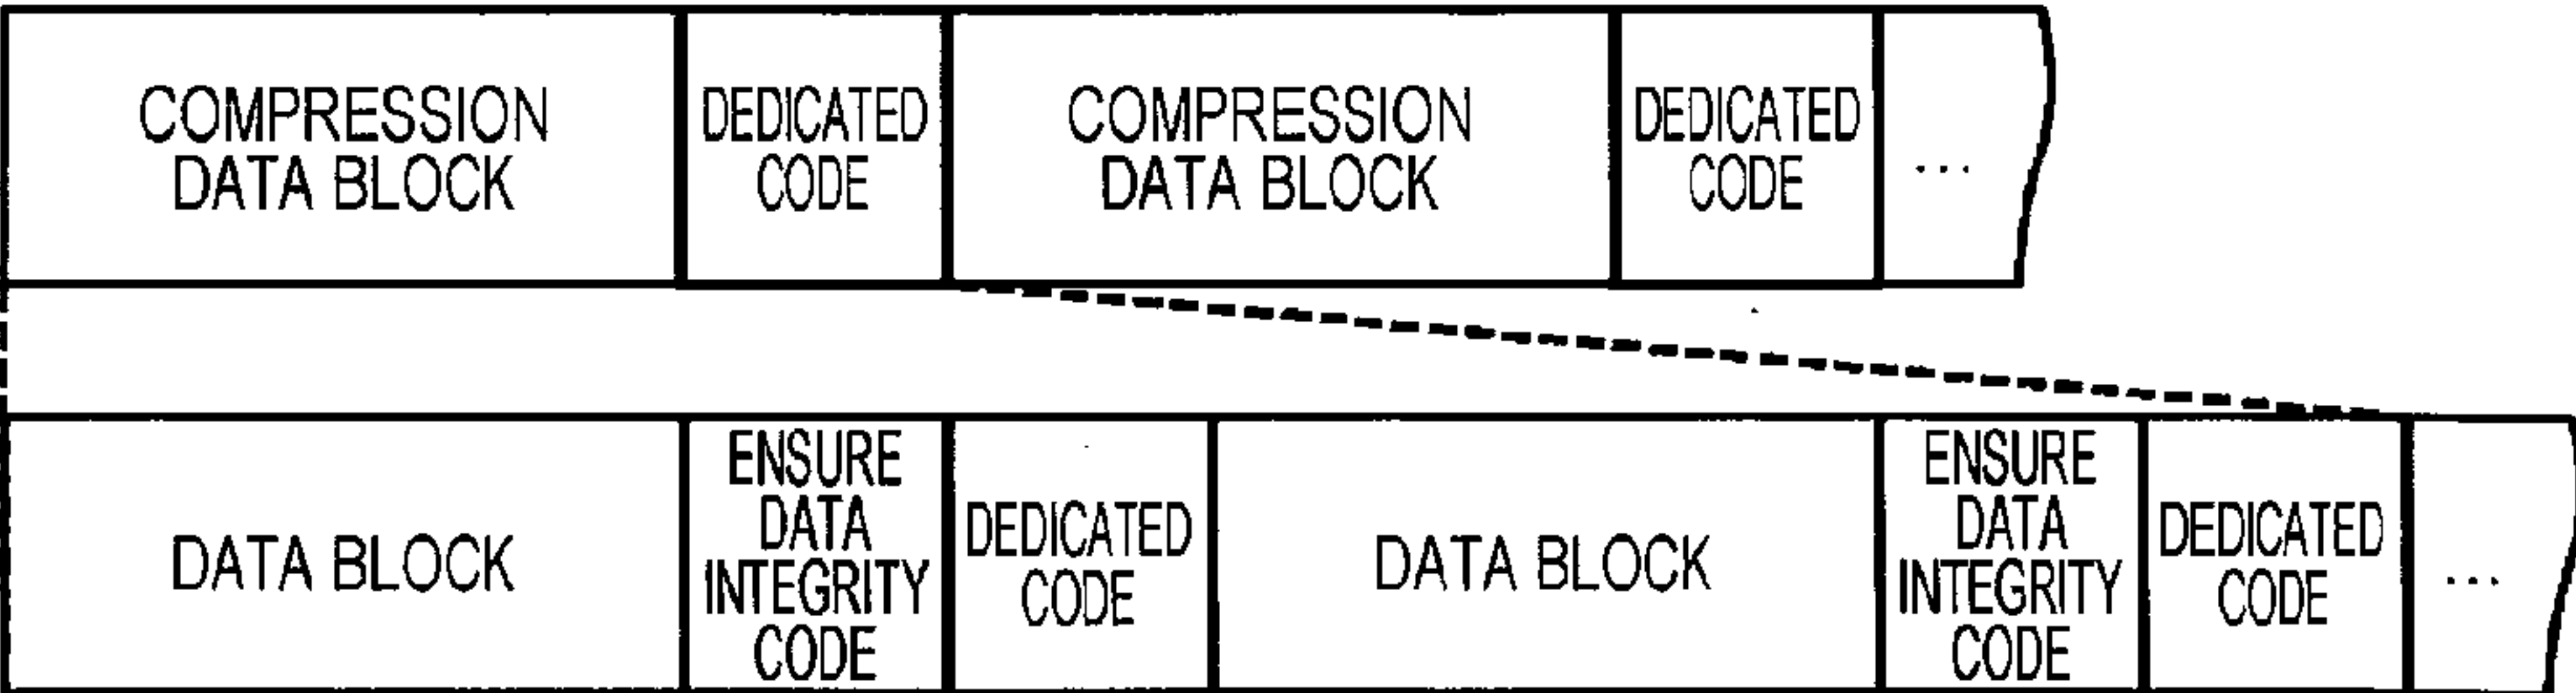 COMPRESSION
DATA BLOCK
DEDICATED
CODE
COMPRESSION
DATA BLOCK
DEDICATED
CODE
...
DATA BLOCK
ENSURE
DATA
INTEGRITY
CODE
DEDICATED
CODE
DATA BLOCK
ENSURE
DATA
INTEGRITY
CODE
DEDICATED
CODE
...